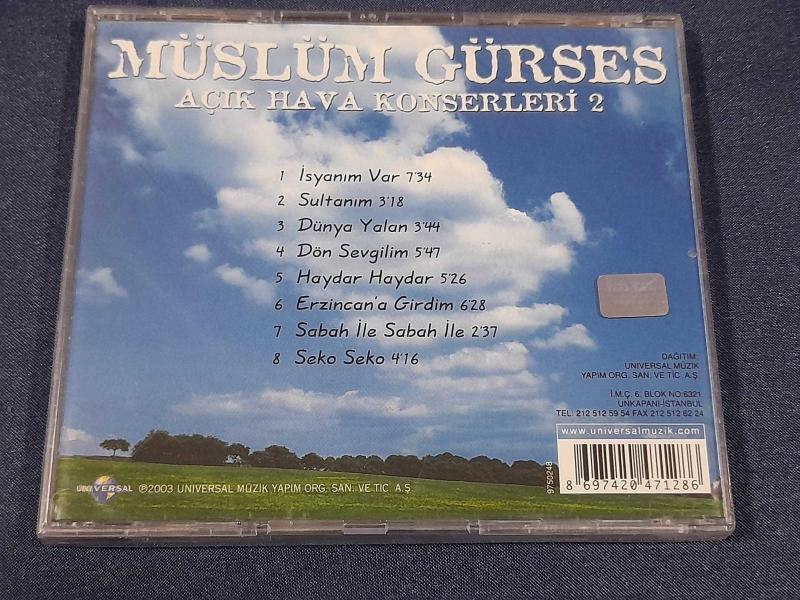 MÜSLÜM GÜRSES
AÇIK HAVA KONSERLERİ 2
1 İsyanım Var 7'34
2 Sultanım 3'18
3 Dünya Yalan 3'44
4 Dön Sevgilim 5'47
5 Haydar Haydar 5'26
6 Erzincan'a Girdim 6'28
7 Sabah İle Sabah İle 2'37
8 Seko Seko 4'16
DAĞITIM:
UNIVERSAL MÜZİK
YAPIM ORG. SAN. VE TİC. A.Ş.
İ.M.Ç. 6. BLOK NO:6321
UNKAPANI-İSTANBUL
TEL: 212 512 59 54 FAX 212 512 62 24
www.universalmuzik.com
9750248
8 697420 471286
UNIVERSAL ℗2003 UNIVERSAL MÜZİK YAPIM ORG. SAN. VE TİC. A.Ş.